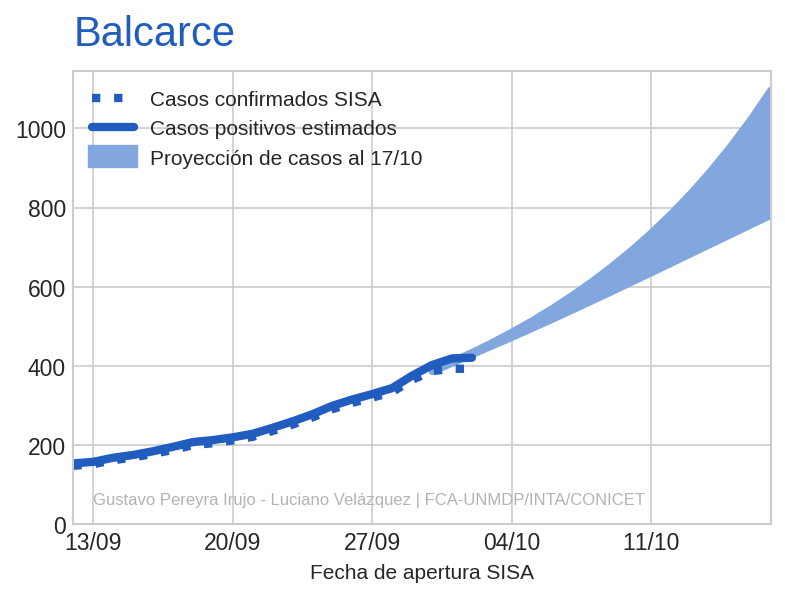 Balcarce
Casos confirmados SISA
Casos positivos estimados
Proyección de casos al 17/10
1000
800
600
400
200
0
Gustavo Pereyra Irujo - Luciano Velázquez | FCA-UNMDP/INTA/CONICET
13/09 20/09 27/09 04/10 11/10
Fecha de apertura SISA